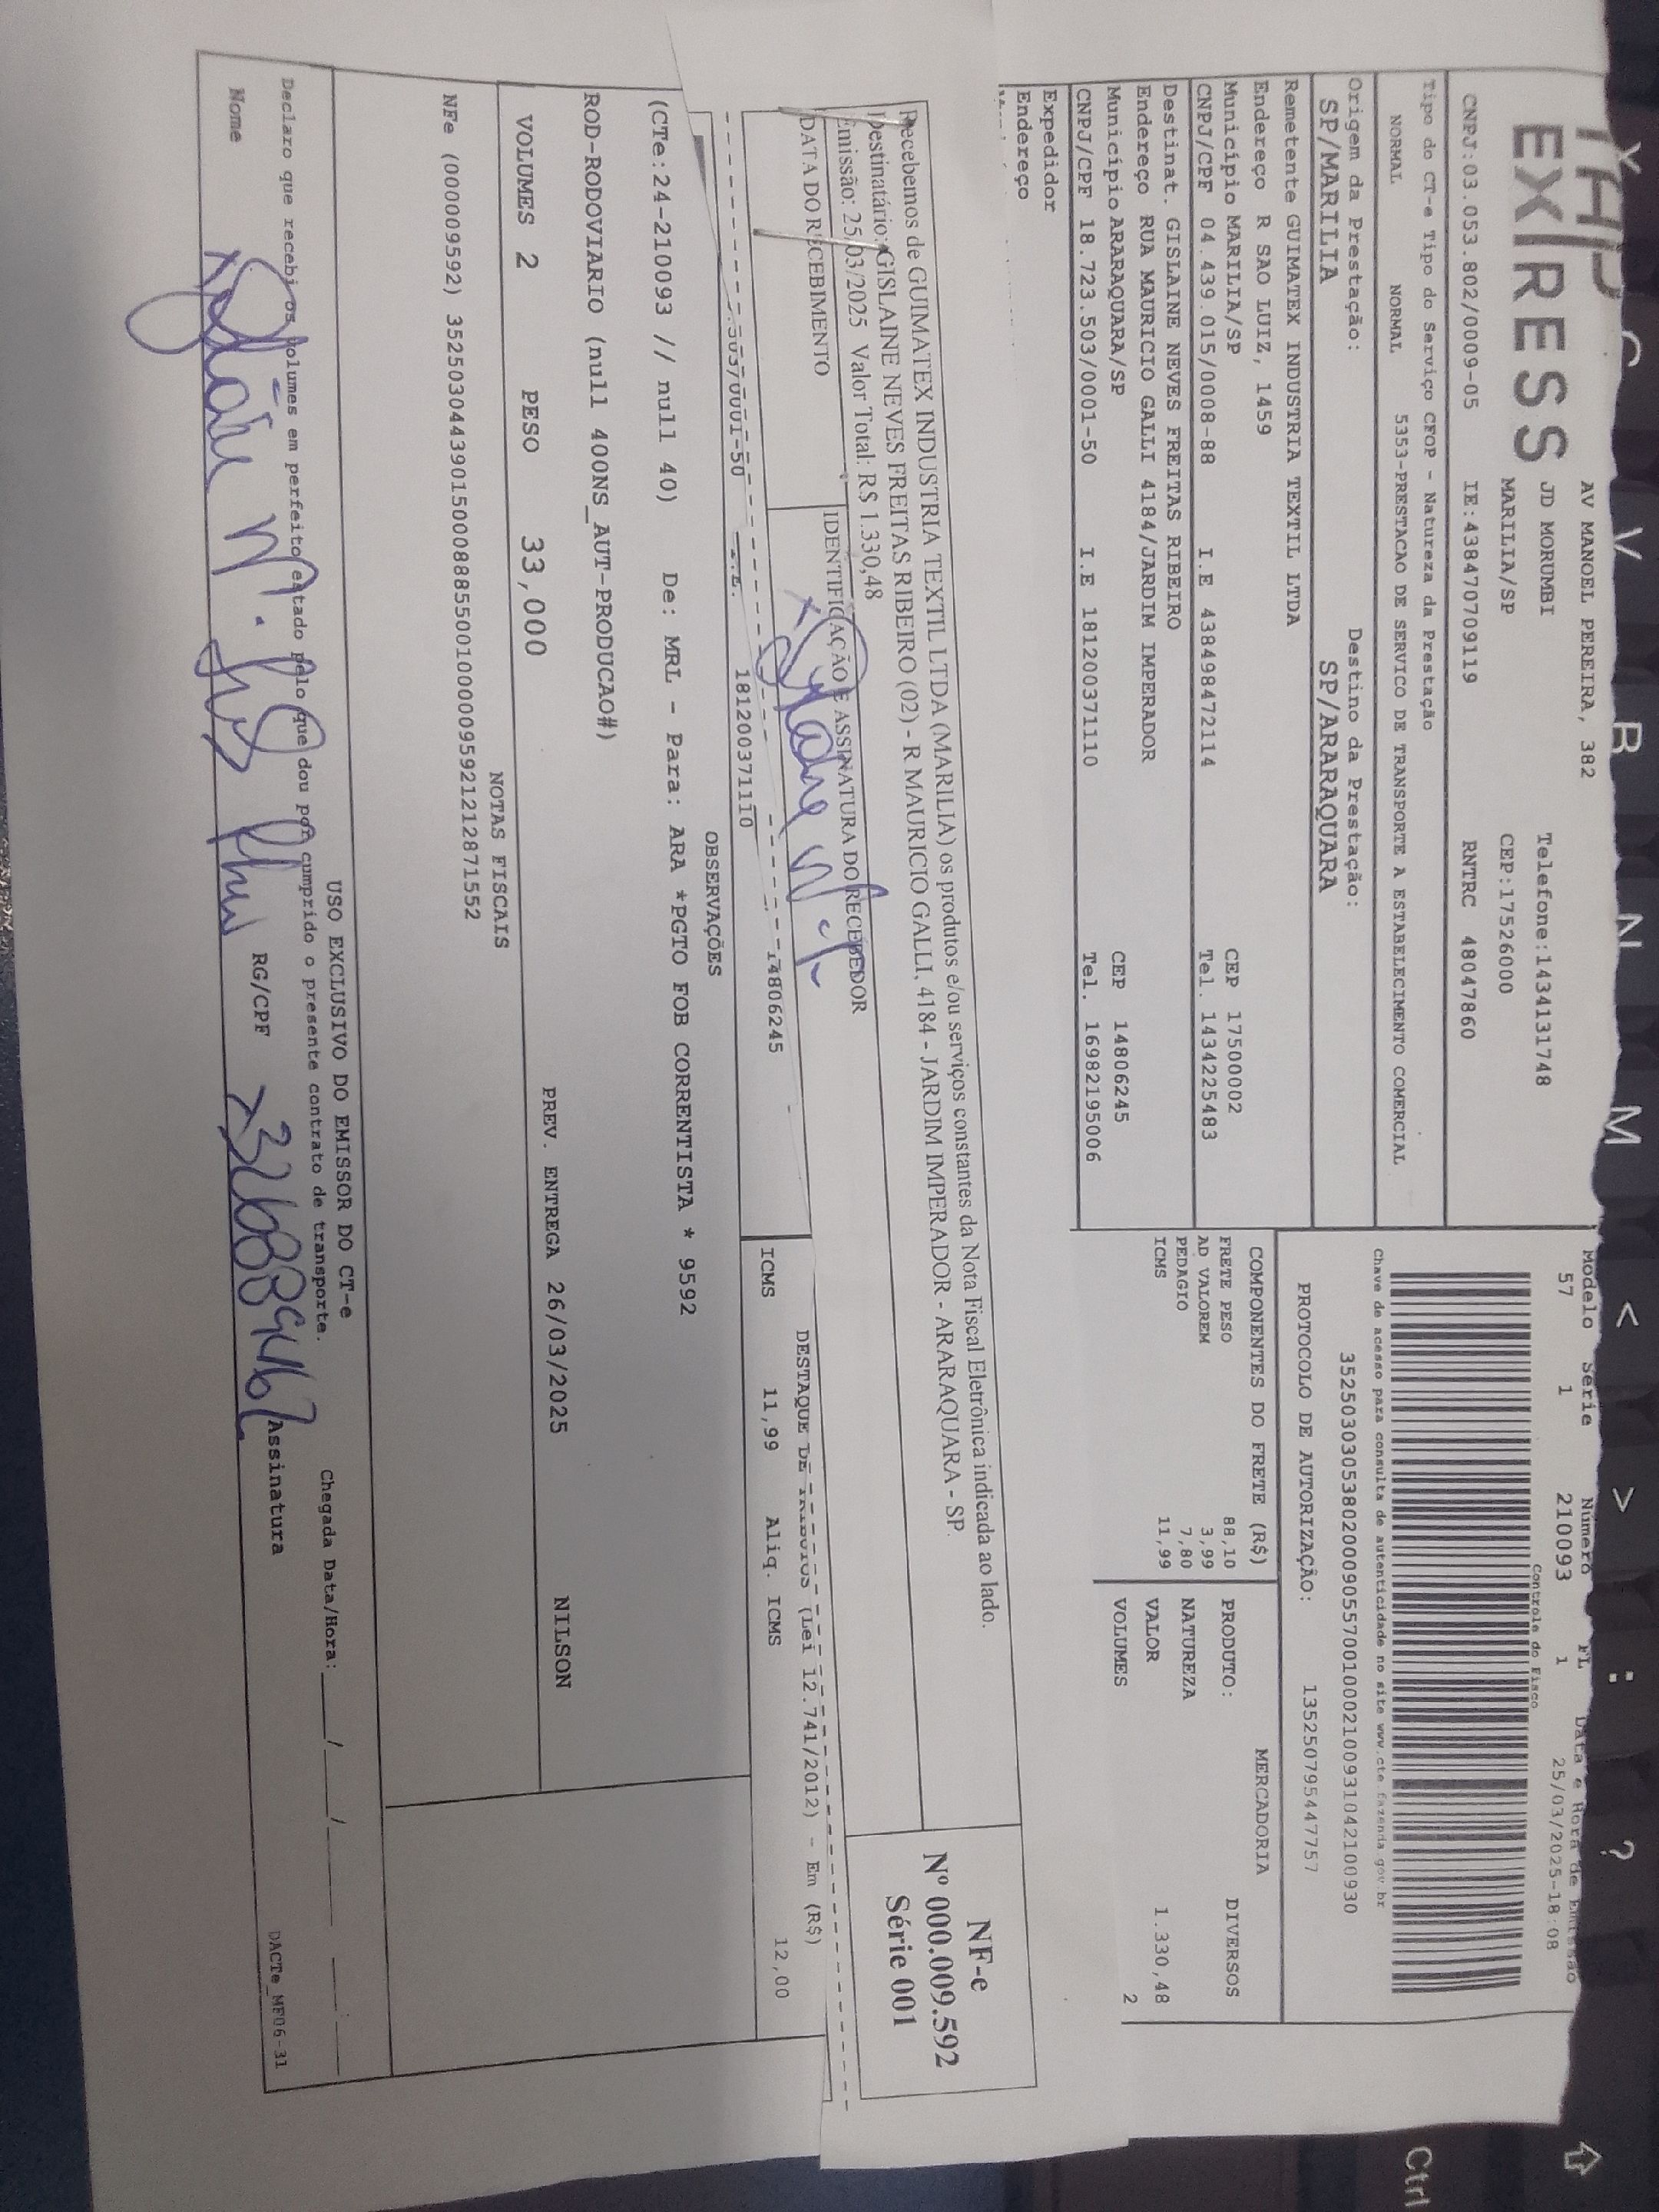 EXPRESS
AV MANOEL PEREIRA, 382
JD MORUMBI
Telefone:1434131748
MARILIA/SP
CEP:17526000
CNPJ:03.053.802/0009-05 IE:438470709119 RNTRC 48047860
Modelo Série Número FL Data e Hora de Emissão
57 1 210093 1 25/03/2025-18:08
Controle do Fisco
Chave de acesso para consulta de autenticidade no site www.cte.fazenda.gov.br
35250303053802000905570010002100931042100930
PROTOCOLO DE AUTORIZAÇÃO: 135250795447757
Tipo do CT-e Tipo do Serviço CFOP - Natureza da Prestação
NORMAL NORMAL 5353-PRESTACAO DE SERVICO DE TRANSPORTE A ESTABELECIMENTO COMERCIAL
Origem da Prestação: Destino da Prestação:
SP/MARILIA SP/ARARAQUARA
Remetente GUIMATEX INDUSTRIA TEXTIL LTDA
Endereço R SAO LUIZ, 1459
Município MARILIA/SP CEP 17500002
CNPJ/CPF 04.439.015/0008-88 I.E 438498472114 Tel. 1434225483
Destinat. GISLAINE NEVES FREITAS RIBEIRO
Endereço RUA MAURICIO GALLI 4184/JARDIM IMPERADOR
Município ARARAQUARA/SP CEP 14806245
CNPJ/CPF 18.723.503/0001-50 I.E 181200371110 Tel. 16982195006
Expedidor
Endereço
COMPONENTES DO FRETE (R$)
FRETE PESO 88,10
AD VALOREM 3,99
PEDAGIO 7,80
ICMS 11,99
MERCADORIA
PRODUTO: DIVERSOS
NATUREZA
VALOR 1.330,48
VOLUMES 2
Recebemos de GUIMATEX INDUSTRIA TEXTIL LTDA (MARILIA) os produtos e/ou serviços constantes da Nota Fiscal Eletrônica indicada ao lado.
Destinatário: GISLAINE NEVES FREITAS RIBEIRO (02) - R MAURICIO GALLI, 4184 - JARDIM IMPERADOR - ARARAQUARA - SP.
Emissão: 25/03/2025 Valor Total: R$ 1.330,48
DATA DO RECEBIMENTO
IDENTIFICAÇÃO E ASSINATURA DO RECEBEDOR
NF-e
Nº 000.009.592
Série 001
14806245
181200371110
DESTAQUE DE TRIBUTOS (Lei 12.741/2012) - Em (R$)
ICMS 11,99 Aliq. ICMS 12,00
OBSERVAÇÕES
(CTe:24-210093 // null 40) De: MRL - Para: ARA *PGTO FOB CORRENTISTA * 9592
ROD-RODOVIARIO (null 400NS_AUT-PRODUCAO#)
VOLUMES 2 PESO 33,000 PREV. ENTREGA 26/03/2025 NILSON
NOTAS FISCAIS
NFe (000009592) 35250304439015000888550010000095921212871552
USO EXCLUSIVO DO EMISSOR DO CT-e
Declaro que recebi os volumes em perfeito estado pelo que dou por cumprido o presente contrato de transporte.
Chegada Data/Hora: / / :
Nome RG/CPF Assinatura
DACTe_MF06-31
V B N M < > : ?
Ctrl